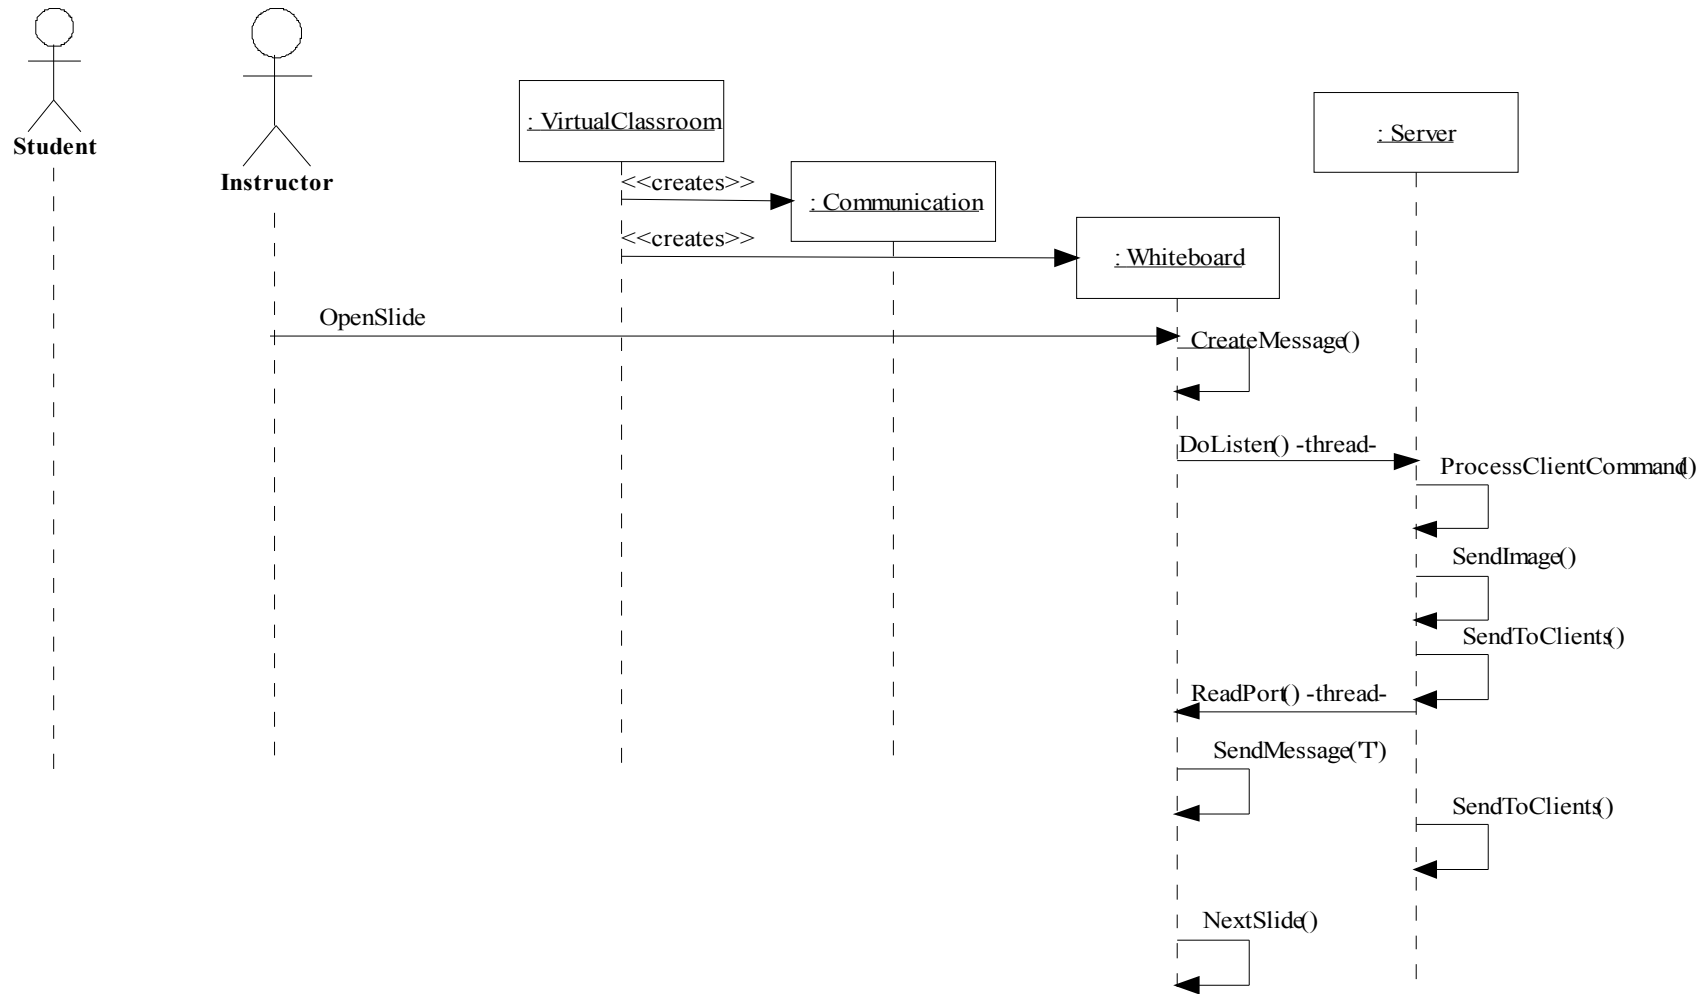 Student
Instructor
: VirtualClassroom
: Server
<<creates>>
: Communication
<<creates>>
: Whiteboard
OpenSlide
CreateMessage()
DoListen() -thread-
ProcessClientCommand()
SendImage()
SendToClients()
ReadPort() -thread-
SendMessage('T')
SendToClients()
NextSlide()